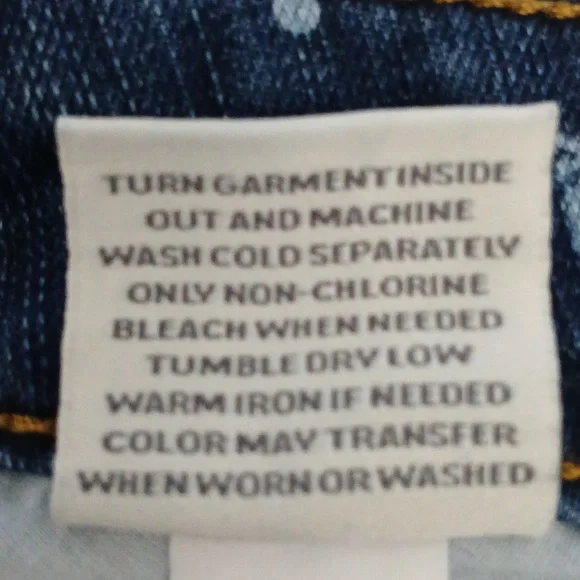 TURN GARMENT INSIDE
OUT AND MACHINE
WASH COLD SEPARATELY
ONLY NON-CHLORINE
BLEACH WHEN NEEDED
TUMBLE DRY LOW
WARM IRON IF NEEDED
COLOR MAY TRANSFER
WHEN WORN OR WASHED